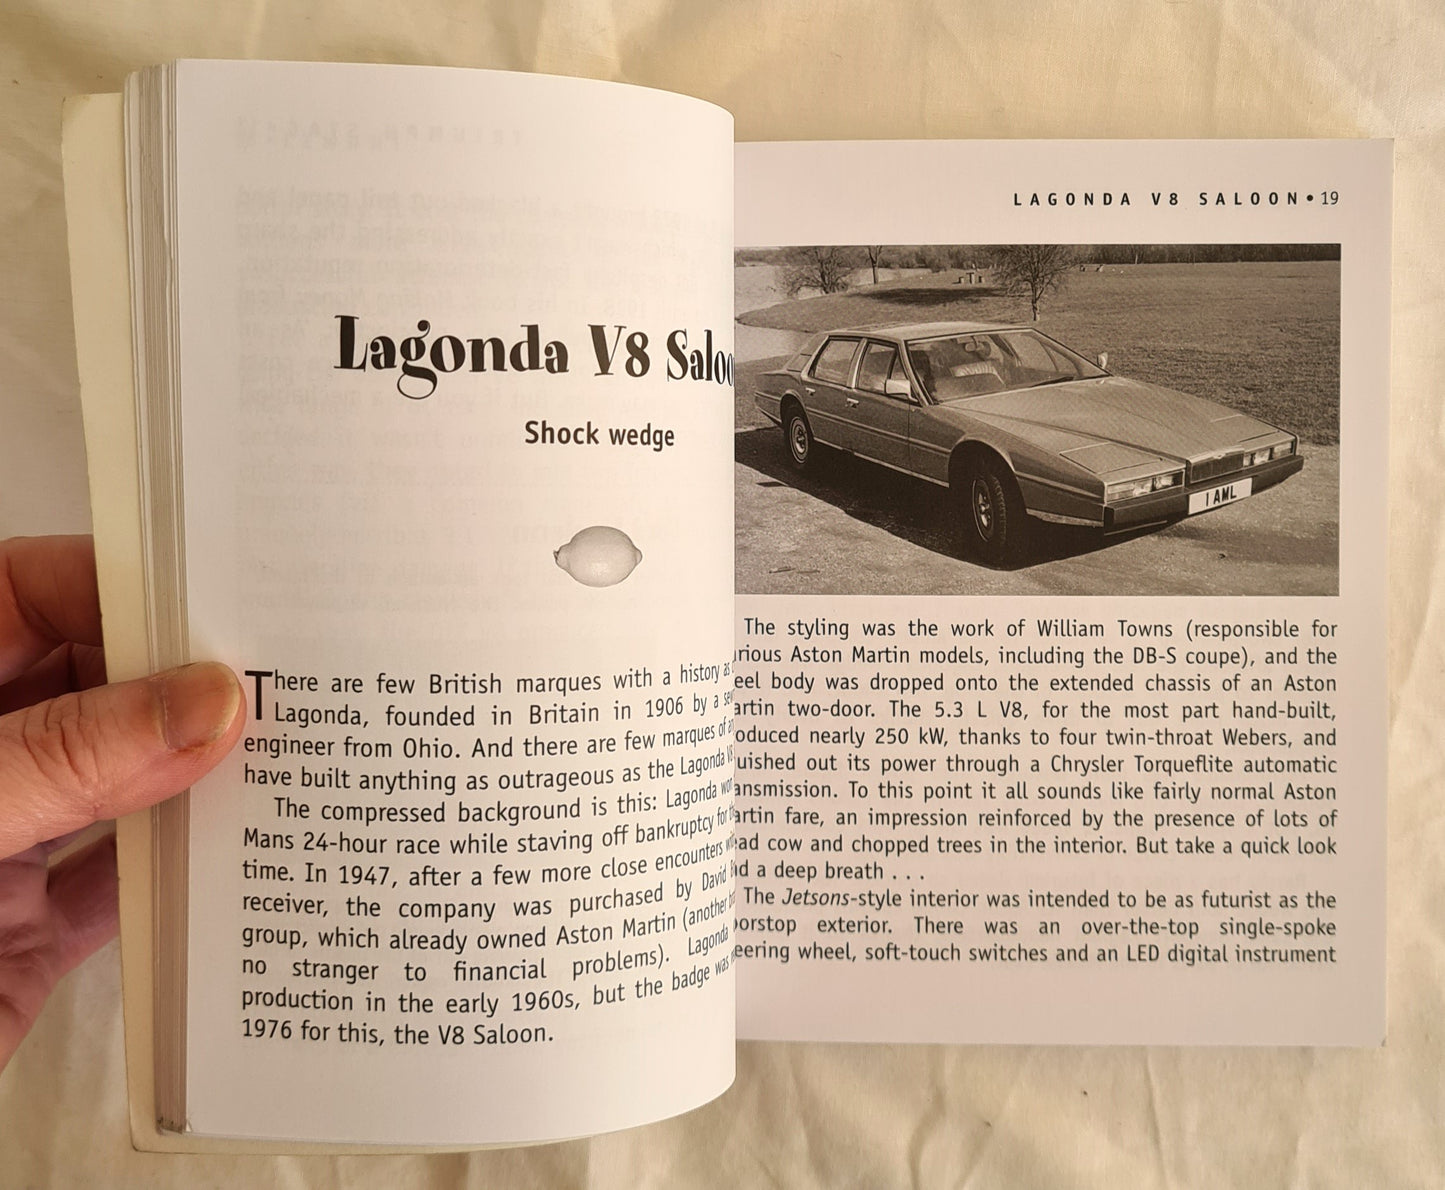 Lagonda V8 Saloo
Shock wedge
There are few British marques with a history as
Lagonda, founded in Britain in 1906 by a
engineer from Ohio. And there are few marques of
have built anything as outrageous as the Lagonda
The compressed background is this: Lagonda
Mans 24-hour race while staving off bankruptcy for
time. In 1947, after a few more close encounters
receiver, the company was purchased by David
group, which already owned Aston Martin (another
no stranger to financial problems). Lagonda
production in the early 1960s, but the badge was
1976 for this, the V8 Saloon.
LAGONDA V8 SALOON • 19
1 AML
The styling was the work of William Towns (responsible for
rious Aston Martin models, including the DB-S coupe), and the
eel body was dropped onto the extended chassis of an Aston
artin two-door. The 5.3 L V8, for the most part hand-built,
oduced nearly 250 kW, thanks to four twin-throat Webers, and
uished out its power through a Chrysler Torqueflite automatic
ansmission. To this point it all sounds like fairly normal Aston
artin fare, an impression reinforced by the presence of lots of
ad cow and chopped trees in the interior. But take a quick look
d a deep breath . . .
The Jetsons-style interior was intended to be as futurist as the
orstop exterior. There was an over-the-top single-spoke
eering wheel, soft-touch switches and an LED digital instrument